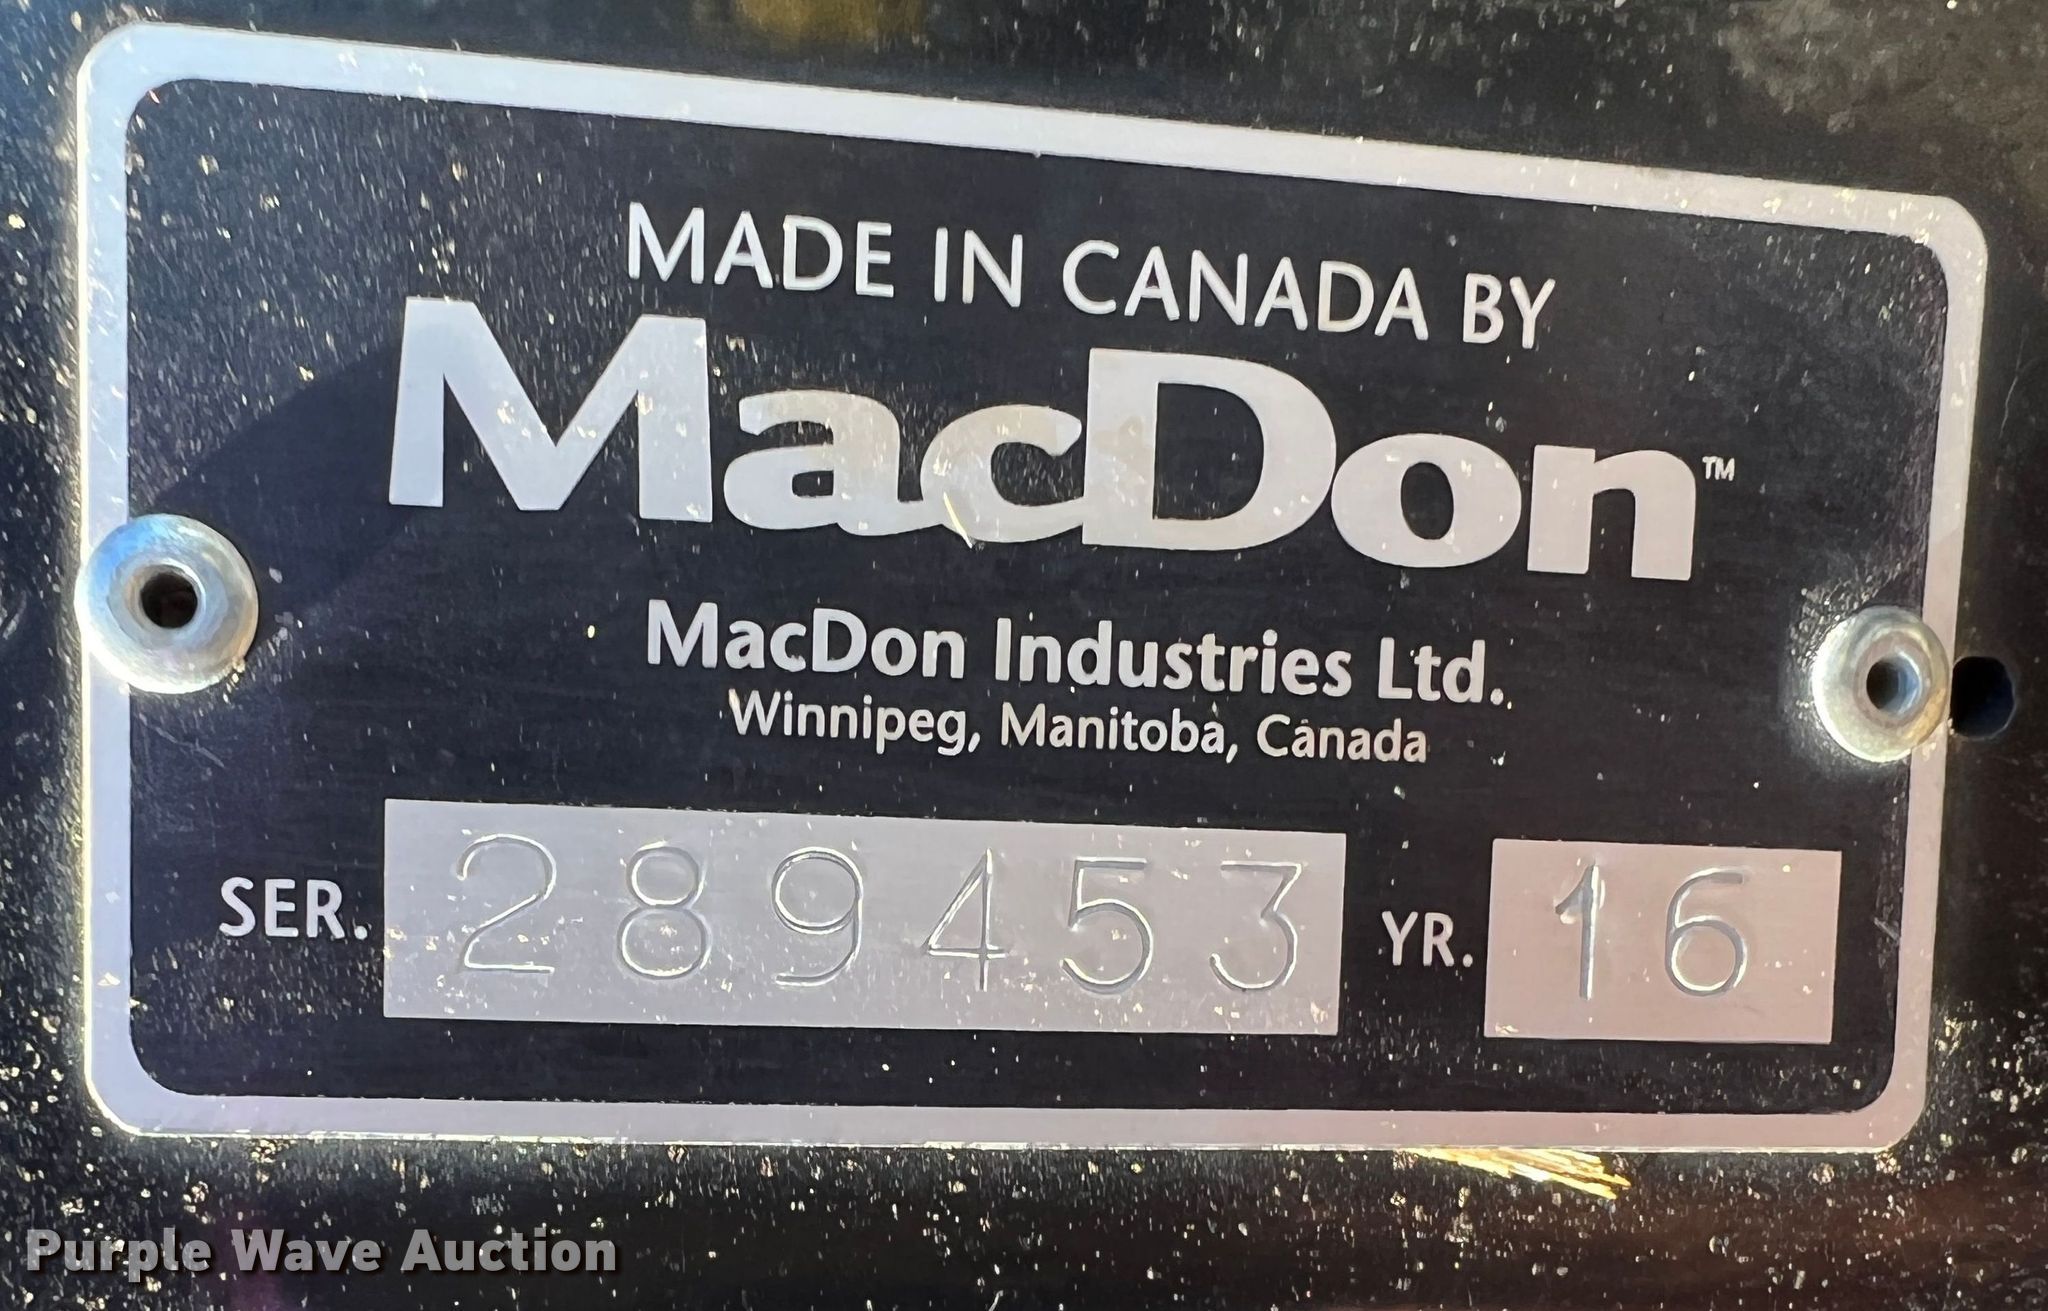 MADE IN CANADA BY
MacDon™
MacDon Industries Ltd.
Winnipeg, Manitoba, Canada
SER. 289453 YR. 16
Purple Wave Auction